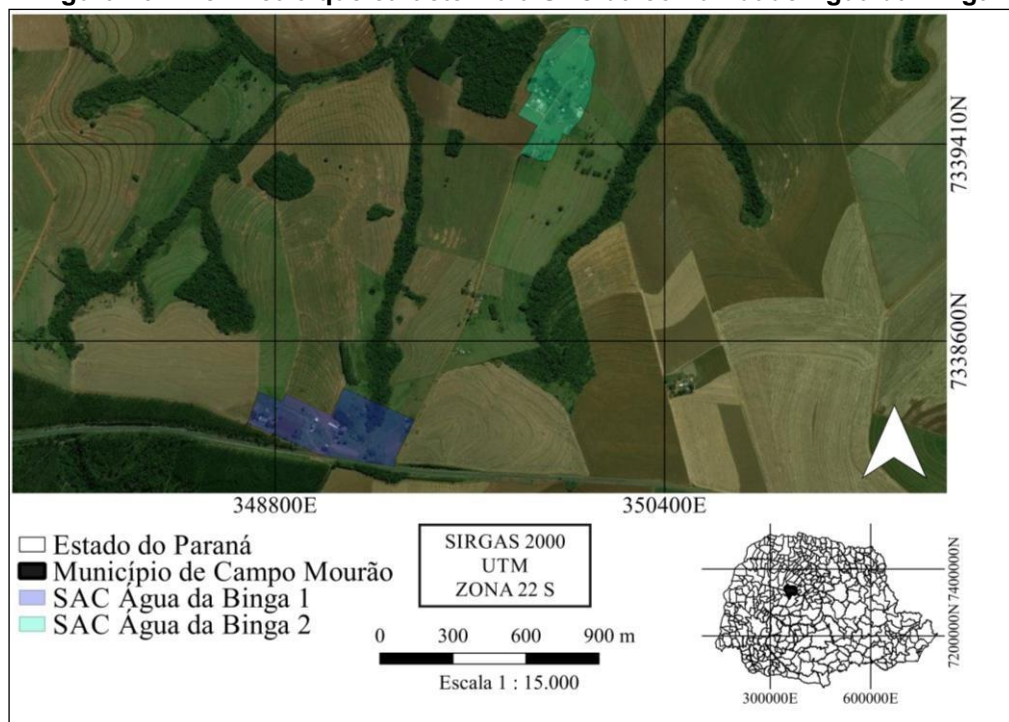 7339410N
7338600N
348800E
350400E
Estado do Paraná
Município de Campo Mourão
SAC Água da Binga 1
SAC Água da Binga 2
SIRGAS 2000
UTM
ZONA 22 S
0 300 600 900 m
Escala 1 : 15.000
7400000N
7200000N
300000E
600000E